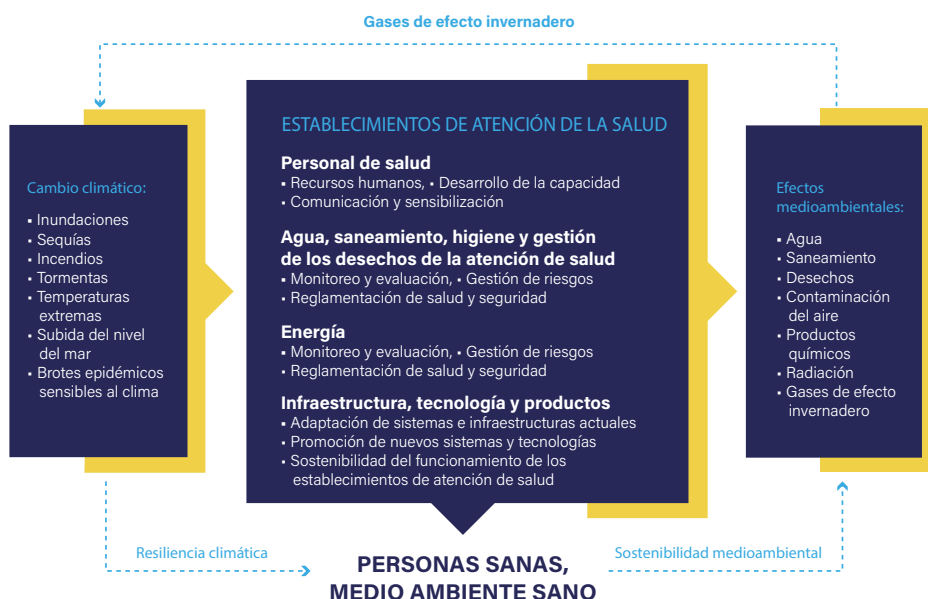 Gases de efecto invernadero
Cambio climático:
▪ Inundaciones
▪ Sequías
▪ Incendios
▪ Tormentas
▪ Temperaturas
extremas
▪ Subida del nivel
del mar
▪ Brotes epidémicos
sensibles al clima
ESTABLECIMIENTOS DE ATENCIÓN DE LA SALUD
Personal de salud
▪ Recursos humanos, ▪ Desarrollo de la capacidad
▪ Comunicación y sensibilización
Agua, saneamiento, higiene y gestión
de los desechos de la atención de salud
▪ Monitoreo y evaluación, ▪ Gestión de riesgos
▪ Reglamentación de salud y seguridad
Energía
▪ Monitoreo y evaluación, ▪ Gestión de riesgos
▪ Reglamentación de salud y seguridad
Infraestructura, tecnología y productos
▪ Adaptación de sistemas e infraestructuras actuales
▪ Promoción de nuevos sistemas y tecnologías
▪ Sostenibilidad del funcionamiento de los
establecimientos de atención de salud
Efectos
medioambientales:
▪ Agua
▪ Saneamiento
▪ Desechos
▪ Contaminación
del aire
▪ Productos
químicos
▪ Radiación
▪ Gases de efecto
invernadero
Resiliencia climática
PERSONAS SANAS,
MEDIO AMBIENTE SANO
Sostenibilidad medioambiental